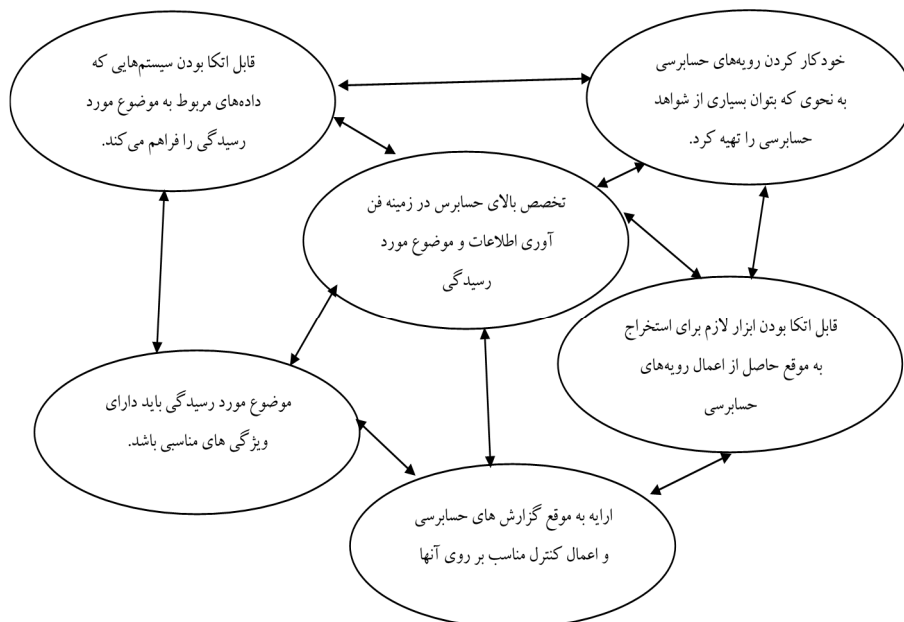 خودکار کردن رویه‌های حسابرسی
به نحوی که بتوان بسیاری از شواهد
حسابرسی را تهیه کرد.
قابل اتکا بودن سیستم‌هایی که
داده‌های مربوط به موضوع مورد
رسیدگی را فراهم می‌کند.
تخصص بالای حسابرس در زمینه فن
آوری اطلاعات و موضوع مورد
رسیدگی
قابل اتکا بودن ابزار لازم برای استخراج
به موقع حاصل از اعمال رویه‌های
حسابرسی
موضوع مورد رسیدگی باید دارای
ویژگی های مناسبی باشد.
ارایه به موقع گزارش های حسابرسی
و اعمال کنترل مناسب بر روی آنها